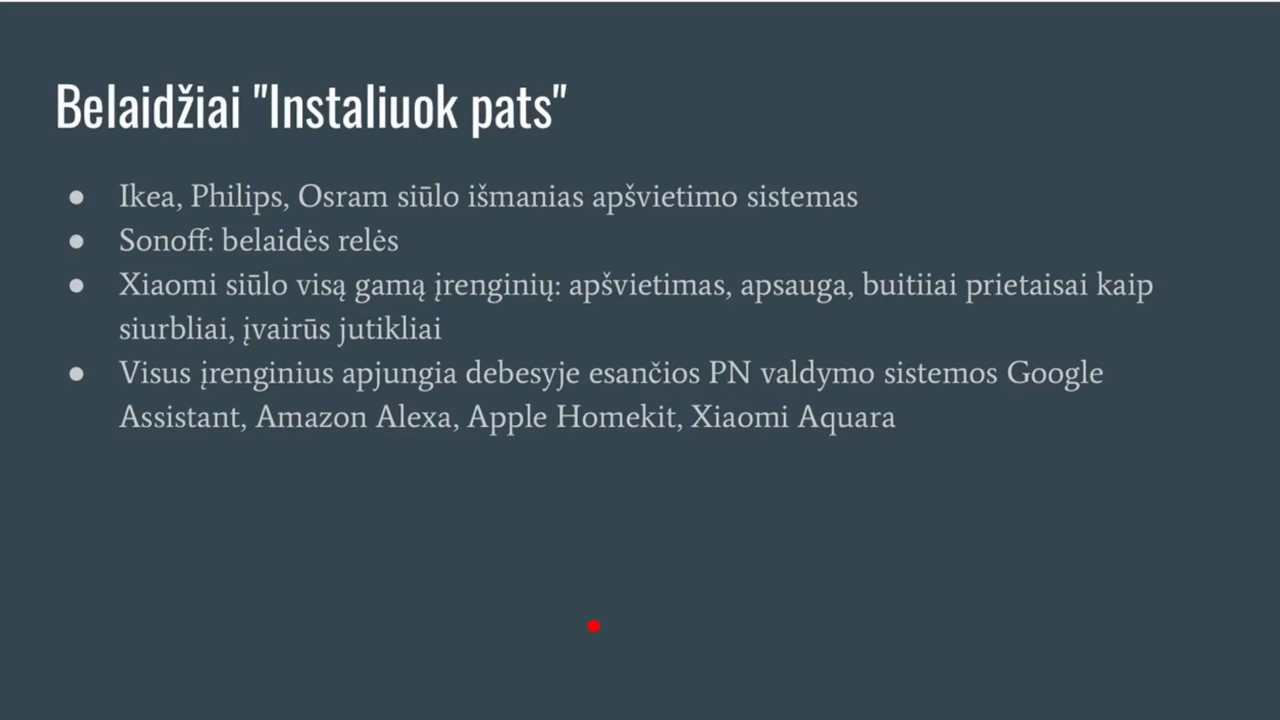 Belaidžiai "Instaliuok pats"
● Ikea, Philips, Osram siūlo išmanias apšvietimo sistemas
● Sonoff: belaidės relės
● Xiaomi siūlo visą gamą įrenginių: apšvietimas, apsauga, buitiiai prietaisai kaip
siurbliai, įvairūs jutikliai
● Visus įrenginius apjungia debesyje esančios PN valdymo sistemos Google
Assistant, Amazon Alexa, Apple Homekit, Xiaomi Aquara